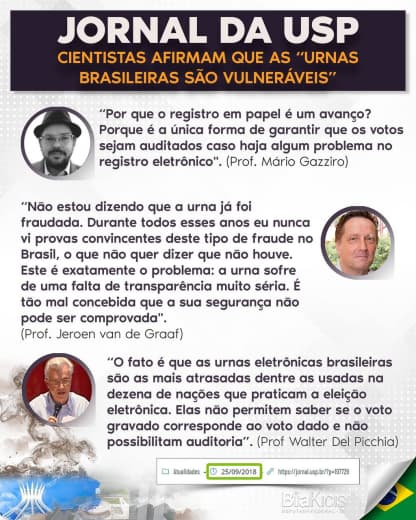 JORNAL DA USP
CIENTISTAS AFIRMAM QUE AS “URNAS
BRASILEIRAS SÃO VULNERÁVEIS”
“Por que o registro em papel é um avanço?
Porque é a única forma de garantir que os votos
sejam auditados caso haja algum problema no
registro eletrônico". (Prof. Mário Gazziro)
“Não estou dizendo que a urna já foi
fraudada. Durante todos esses anos eu nunca
vi provas convincentes deste tipo de fraude no
Brasil, o que não quer dizer que não houve.
Este é exatamente o problema: a urna sofre
de uma falta de transparência muito séria. É
tão mal concebida que a sua segurança não
pode ser comprovada".
(Prof. Jeroen van de Graaf)
“O fato é que as urnas eletrônicas brasileiras
são as mais atrasadas dentre as usadas na
dezena de nações que praticam a eleição
eletrônica. Elas não permitem saber se o voto
gravado corresponde ao voto dado e não
possibilitam auditoria”. (Prof Walter Del Picchia)
Atualidades - 25/09/2018 - https://jornal.usp.br/?p=197729
Bia Kicis
DEPUTADA FEDERAL